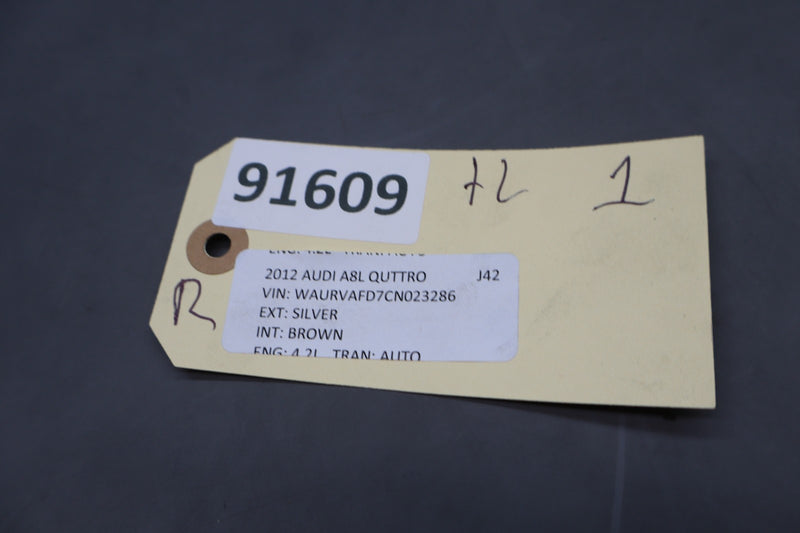 91609
1
R
2012 AUDI A8L QUTTRO J42
VIN: WAURVAFD7CN023286
EXT: SILVER
INT: BROWN
ENG: 4.2L TRAN: AUTO